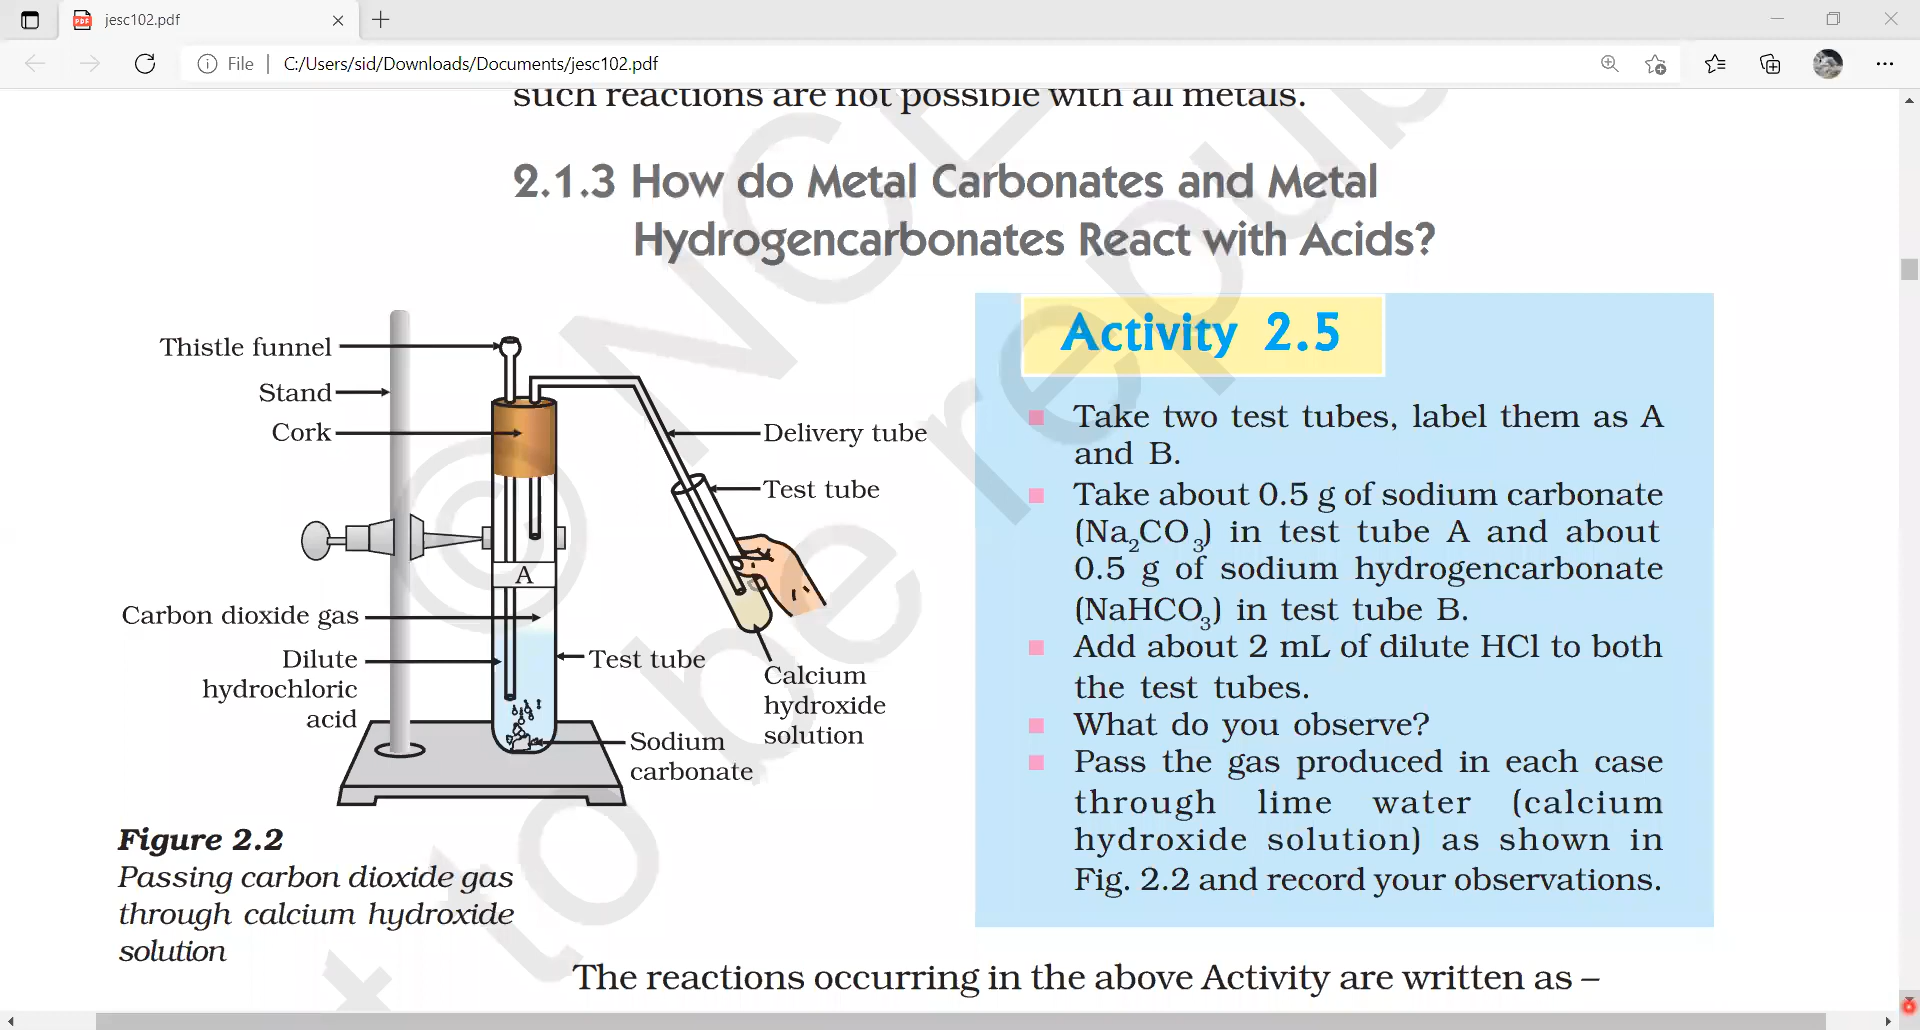 jesc102.pdf
File
C:/Users/sid/Downloads/Documents/jesc102.pdf
such reactions are not possible with all metals.
2.1.3 How do Metal Carbonates and Metal
Hydrogencarbonates React with Acids?
Thistle funnel
Stand
Cork
Delivery tube
Test tube
A
Carbon dioxide gas
Dilute
hydrochloric
acid
Test tube
Calcium
hydroxide
solution
Sodium
carbonate
Figure 2.2
Passing carbon dioxide gas
through calcium hydroxide
solution
Activity 2.5
Take two test tubes, label them as A
and B.
Take about 0.5 g of sodium carbonate
(Na₂CO₃) in test tube A and about
0.5 g of sodium hydrogencarbonate
(NaHCO₃) in test tube B.
Add about 2 mL of dilute HCl to both
the test tubes.
What do you observe?
Pass the gas produced in each case
through lime water (calcium
hydroxide solution) as shown in
Fig. 2.2 and record your observations.
The reactions occurring in the above Activity are written as –